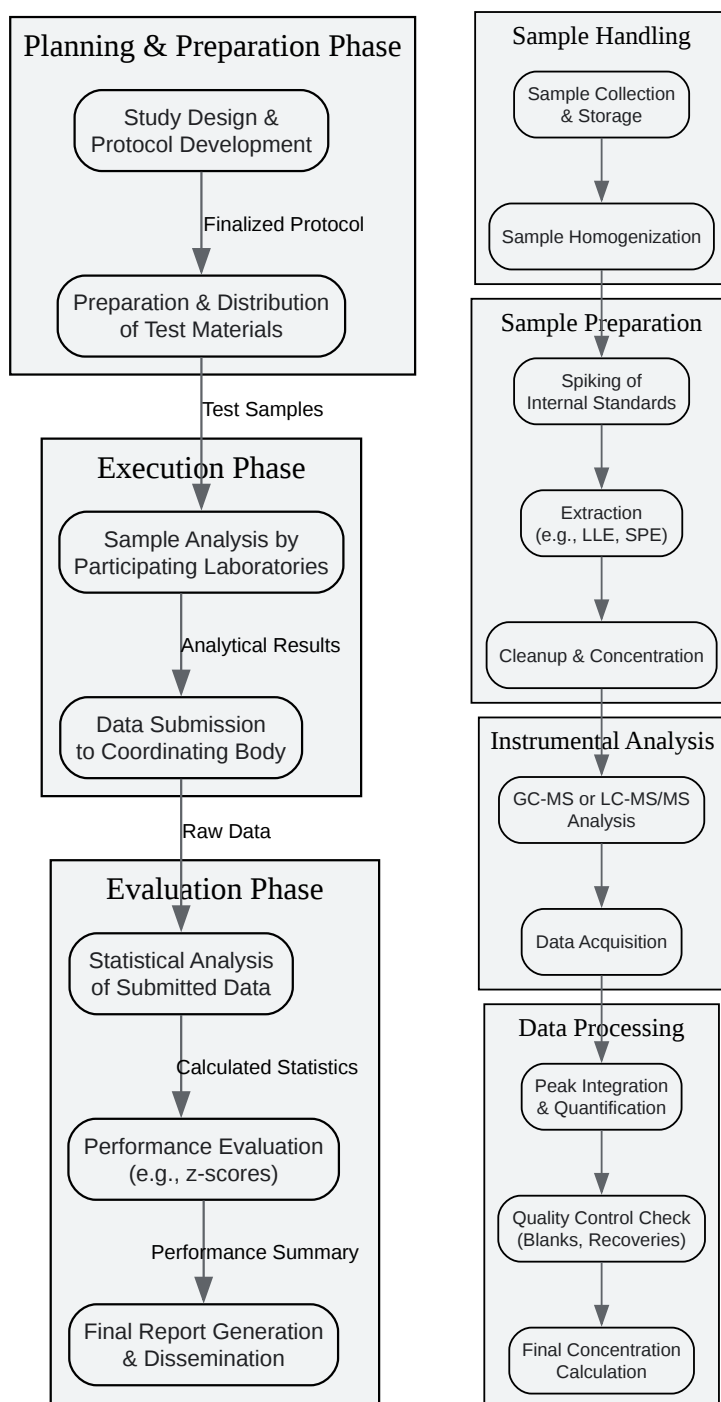 Planning & Preparation Phase
Study Design &
Protocol Development
Finalized Protocol
Preparation & Distribution
of Test Materials
Test Samples
Execution Phase
Sample Analysis by
Participating Laboratories
Analytical Results
Data Submission
to Coordinating Body
Raw Data
Evaluation Phase
Statistical Analysis
of Submitted Data
Calculated Statistics
Performance Evaluation
(e.g., z-scores)
Performance Summary
Final Report Generation
& Dissemination
Sample Handling
Sample Collection
& Storage
Sample Homogenization
Sample Preparation
Spiking of
Internal Standards
Extraction
(e.g., LLE, SPE)
Cleanup & Concentration
Instrumental Analysis
GC-MS or LC-MS/MS
Analysis
Data Acquisition
Data Processing
Peak Integration
& Quantification
Quality Control Check
(Blanks, Recoveries)
Final Concentration
Calculation